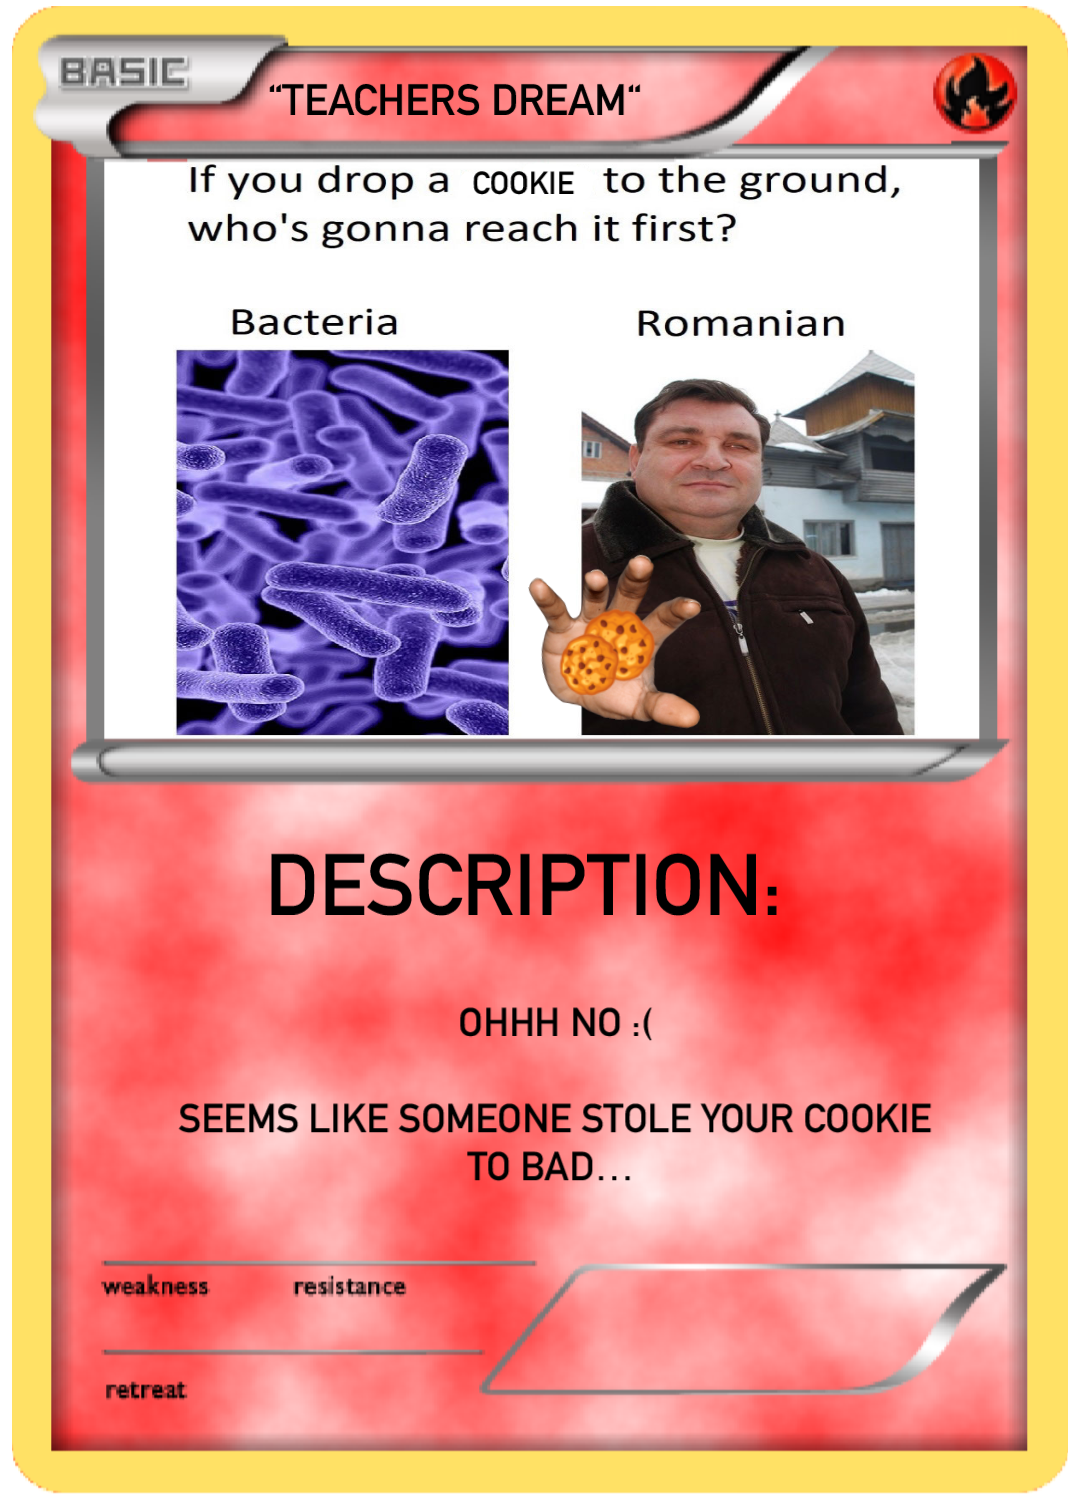 BASIC
“TEACHERS DREAM“
If you drop a COOKIE to the ground,
who's gonna reach it first?
Bacteria
Romanian
DESCRIPTION:
OHHH NO :(
SEEMS LIKE SOMEONE STOLE YOUR COOKIE
TO BAD...
weakness resistance
retreat